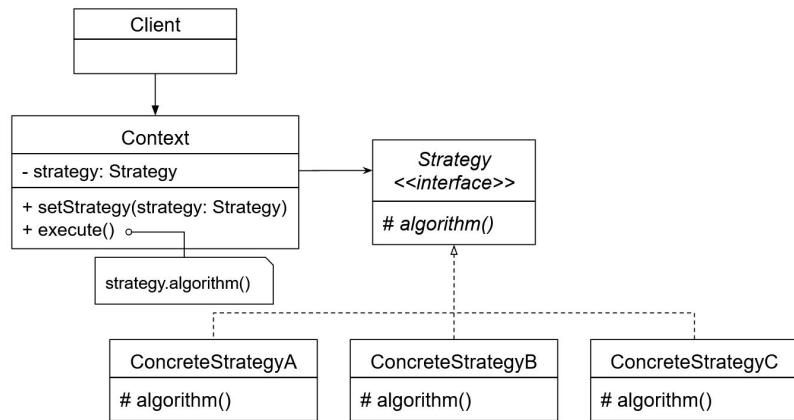 Client
Context
- strategy: Strategy
+ setStrategy(strategy: Strategy)
+ execute()
strategy.algorithm()
Strategy
<<interface>>
# algorithm()
ConcreteStrategyA
# algorithm()
ConcreteStrategyB
# algorithm()
ConcreteStrategyC
# algorithm()